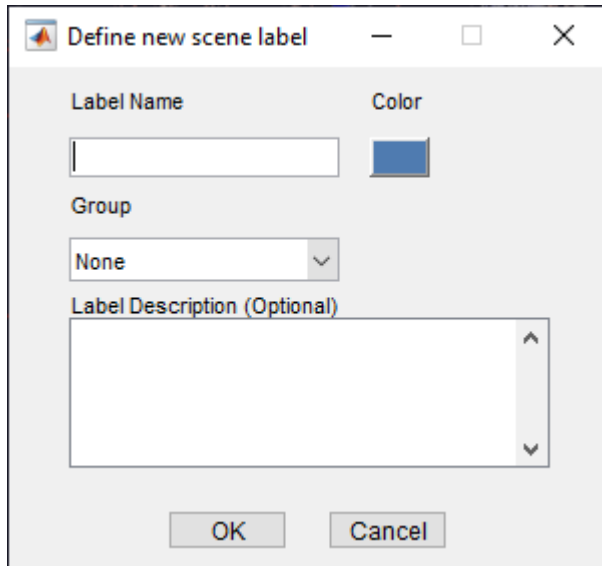 Define new scene label
Label Name Color
Group
None
Label Description (Optional)
OK Cancel